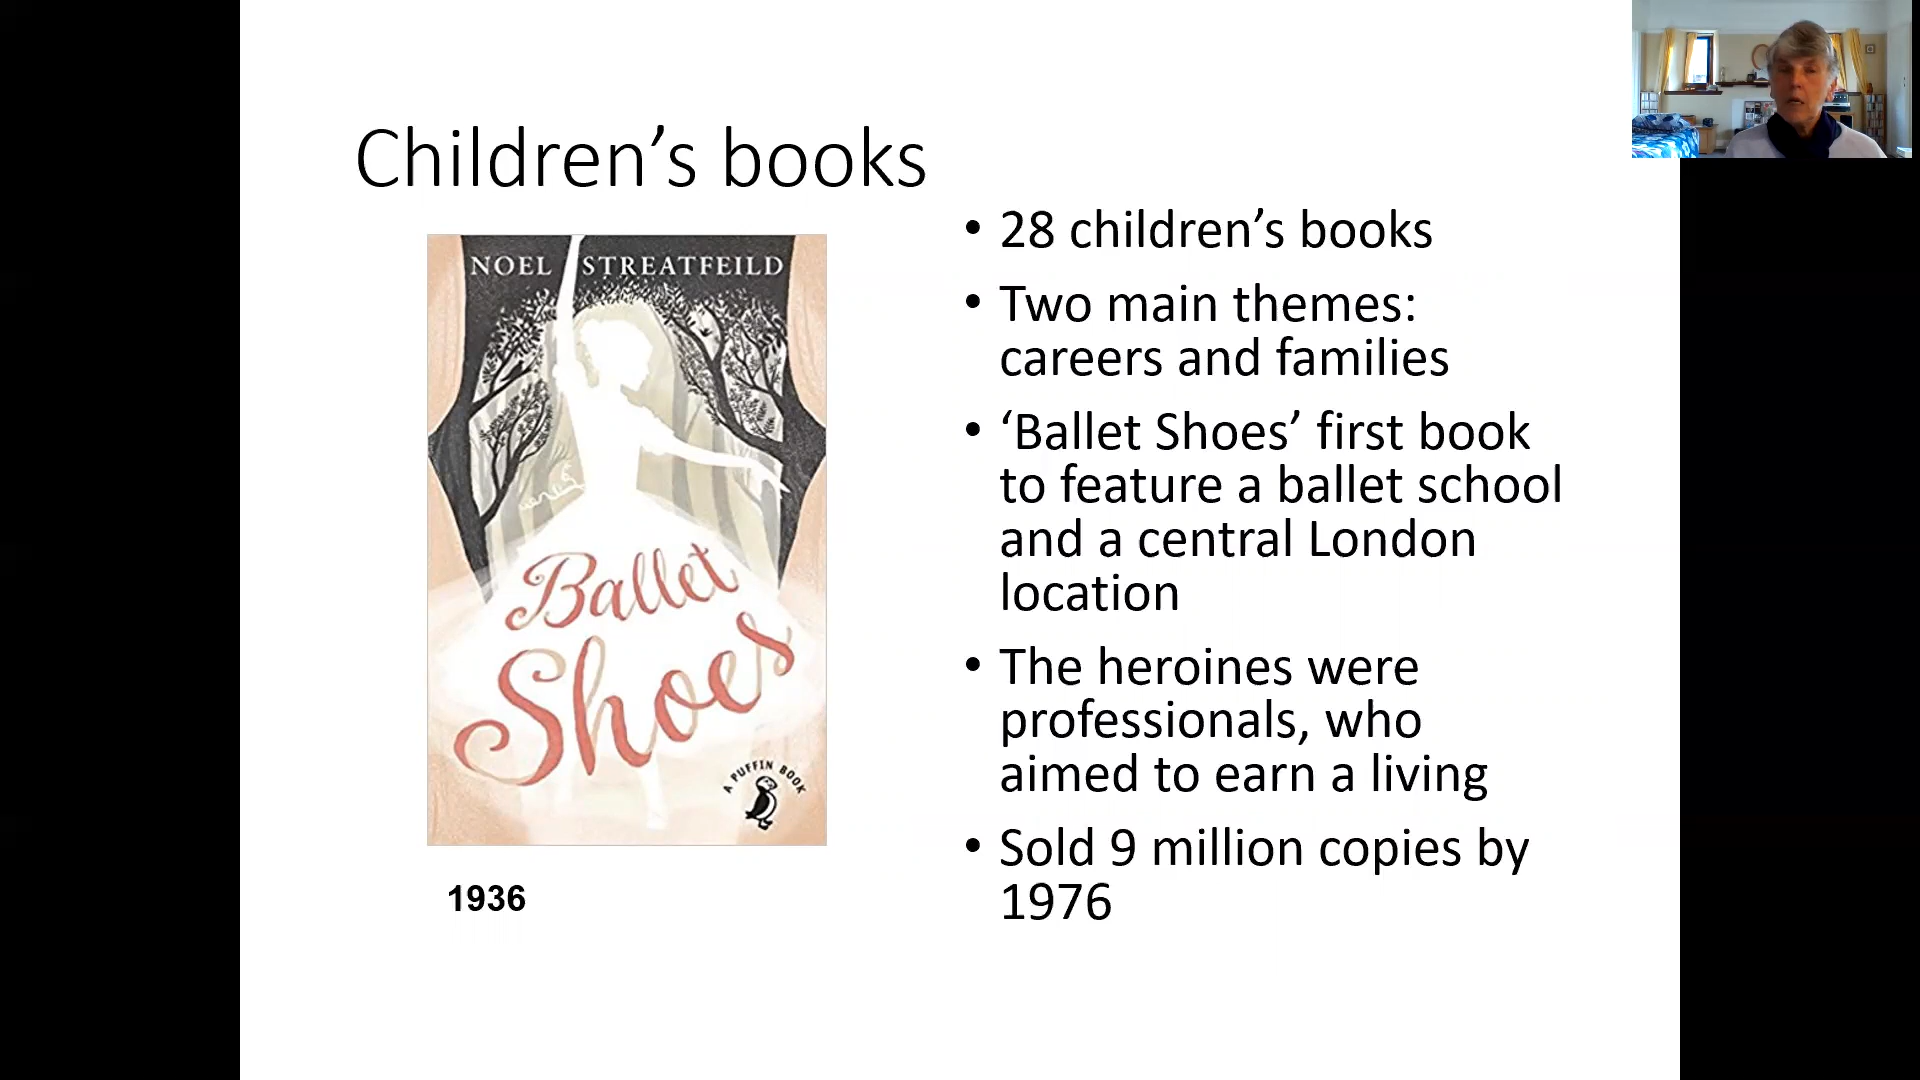 Children’s books
NOEL STREATFEILD
Ballet
Shoes
A PUFFIN BOOK
1936
• 28 children’s books
• Two main themes:
careers and families
• ‘Ballet Shoes’ first book
to feature a ballet school
and a central London
location
• The heroines were
professionals, who
aimed to earn a living
• Sold 9 million copies by
1976